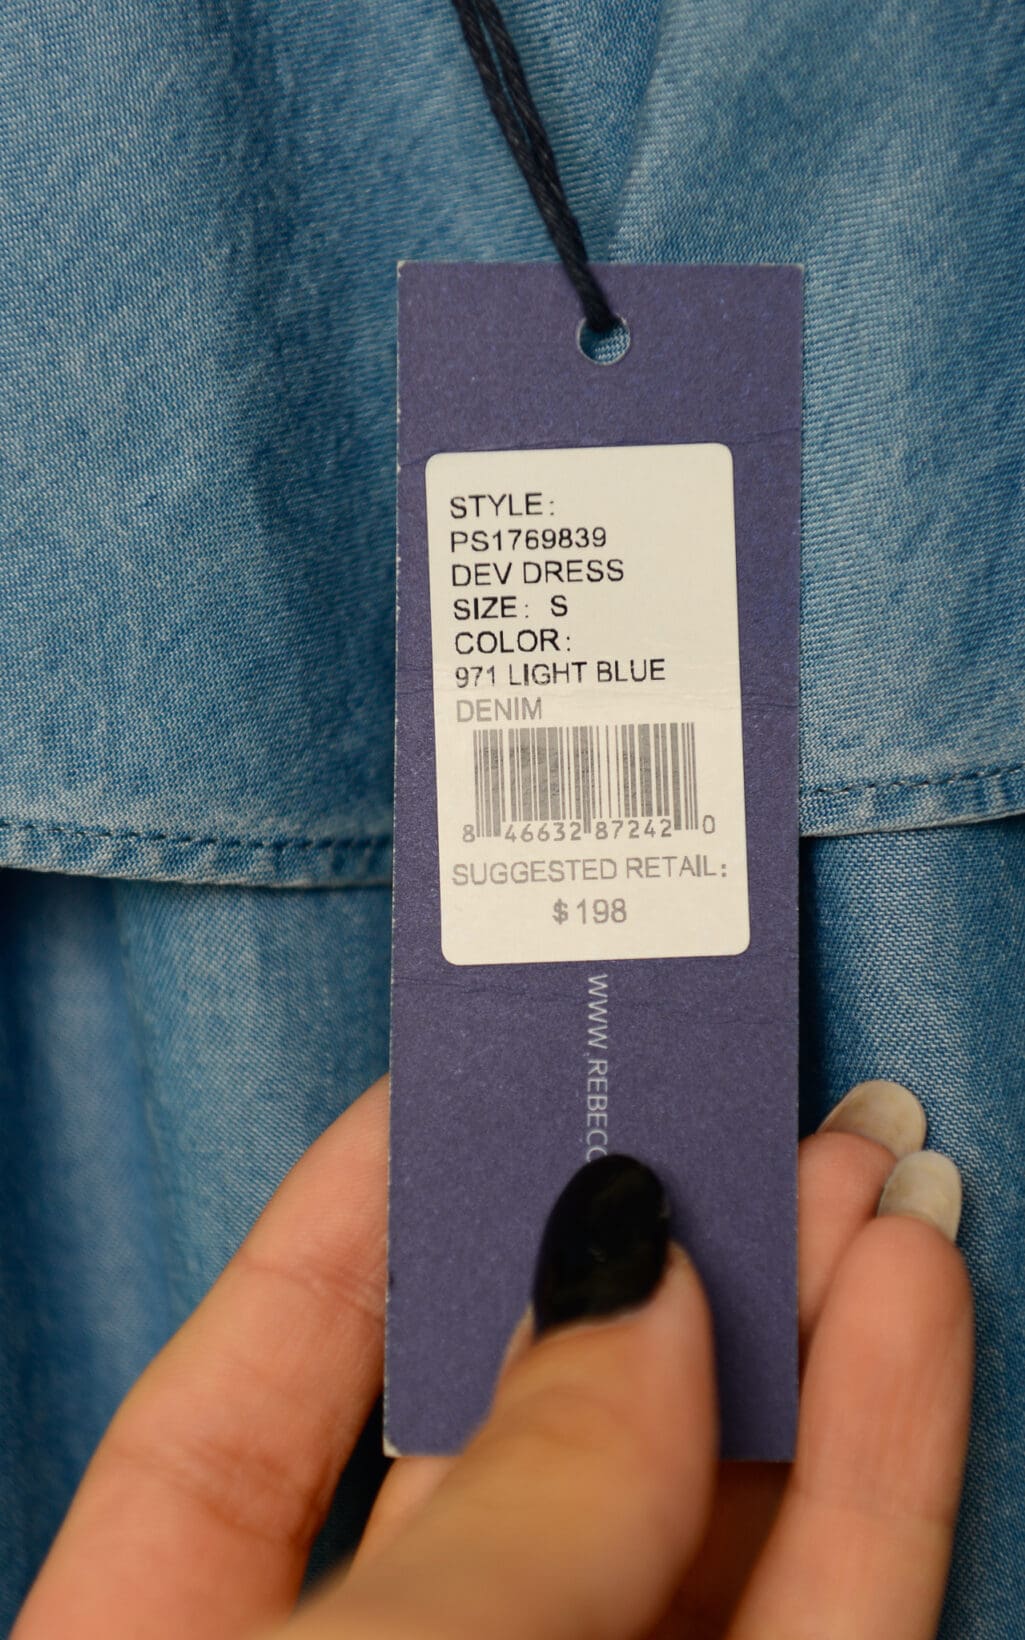 STYLE:
PS1769839
DEV DRESS
SIZE: S
COLOR:
971 LIGHT BLUE
DENIM
8 46632 87242 0
SUGGESTED RETAIL:
$198
WWW.REBECC